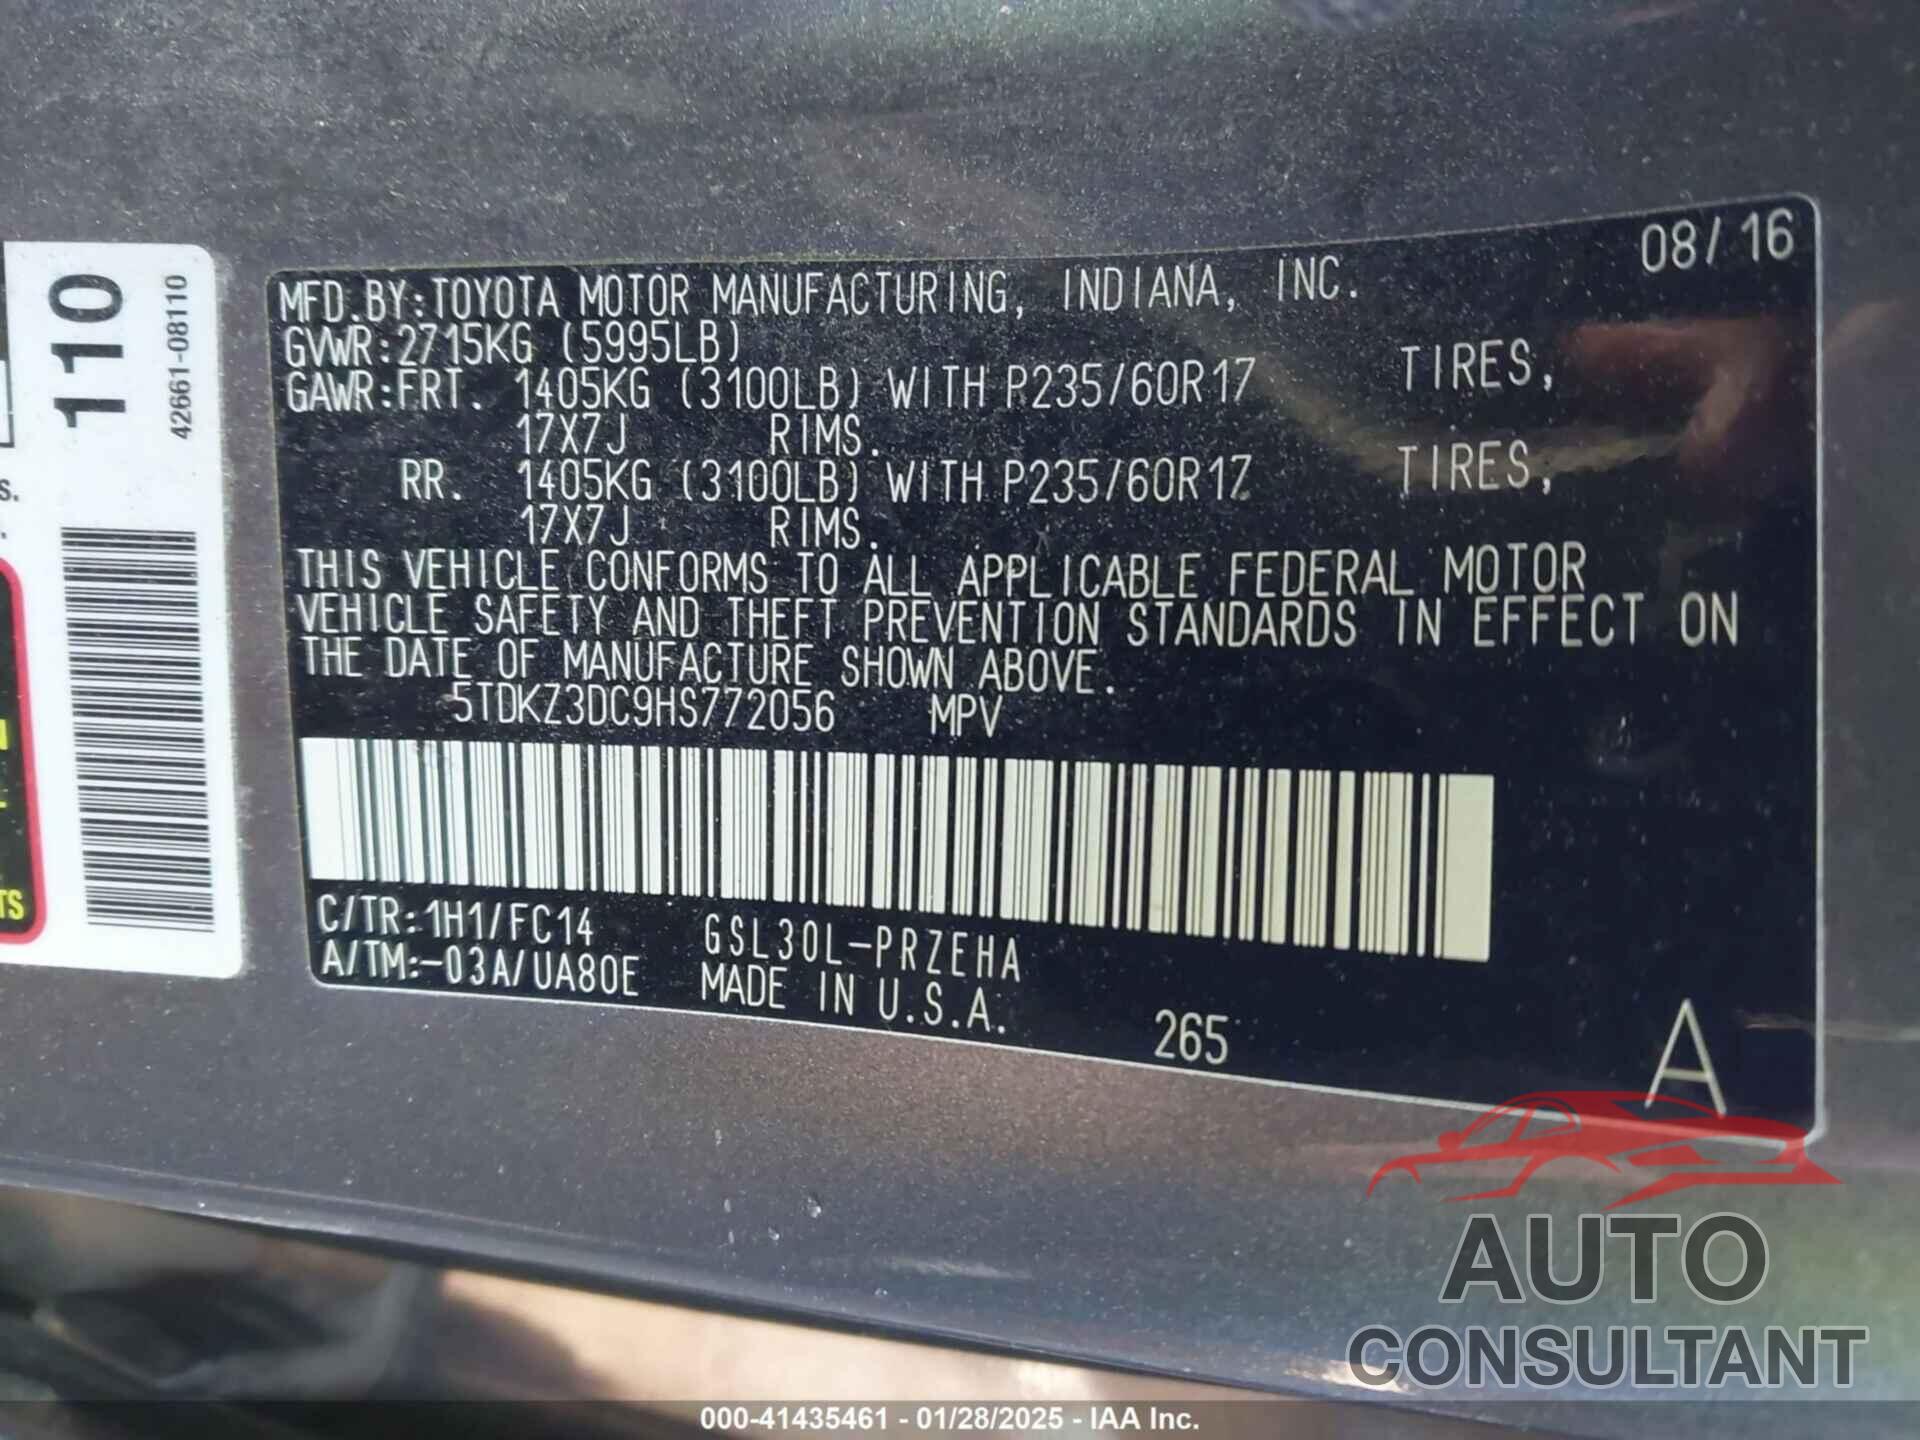 110
42661-08110
S.
N
TS
08/16
MFD.BY:TOYOTA MOTOR MANUFACTURING, INDIANA, INC.
GVWR:2715KG (5995LB)
GAWR:FRT. 1405KG (3100LB) WITH P235/60R17 TIRES,
17X7J RIMS.
RR. 1405KG (3100LB) WITH P235/60R17 TIRES,
17X7J RIMS.
THIS VEHICLE CONFORMS TO ALL APPLICABLE FEDERAL MOTOR
VEHICLE SAFETY AND THEFT PREVENTION STANDARDS IN EFFECT ON
THE DATE OF MANUFACTURE SHOWN ABOVE.
5TDKZ3DC9HS772056 MPV
C/TR:1H1/FC14 GSL30L-PRZEHA
A/TM:-03A/UA80E MADE IN U.S.A.
265
A
AUTO
CONSULTANT
000-41435461 - 01/28/2025 - IAA Inc.